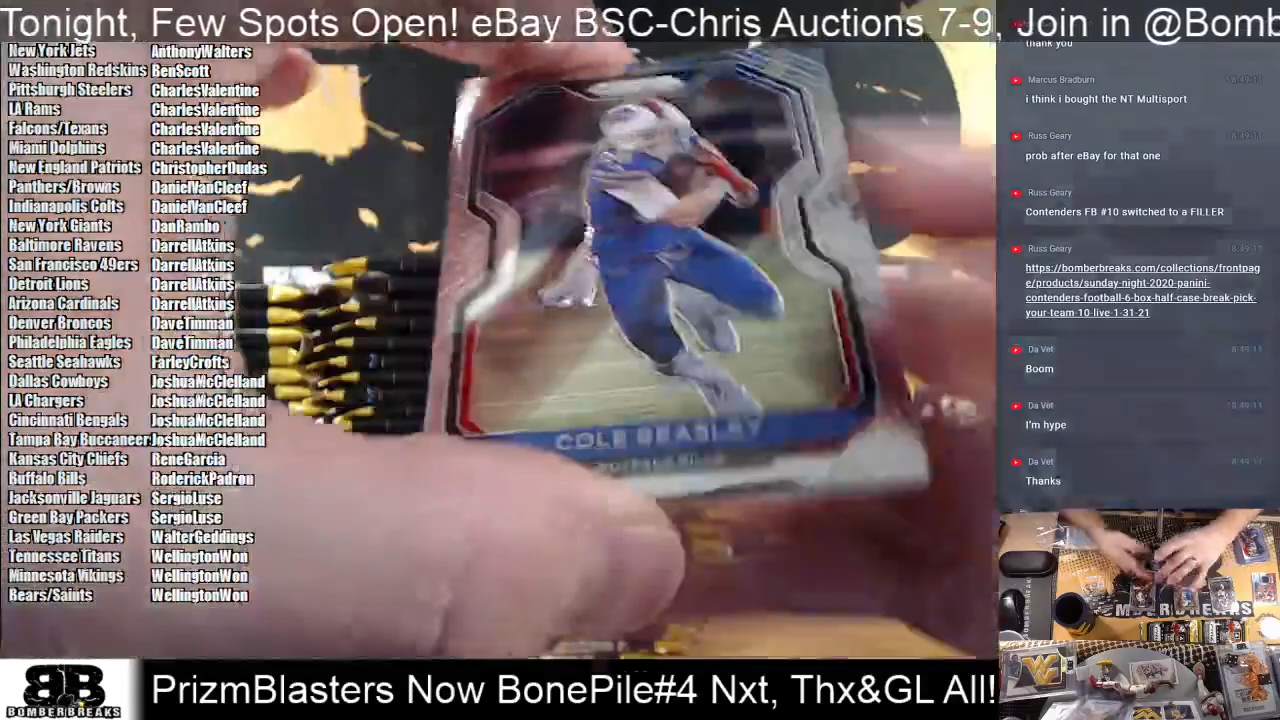 Tonight, Few Spots Open! eBay BSC-Chris Auctions 7-9, Join in @Bomb
New York Jets AnthonyWalters
Washington Redskins BenScott
Pittsburgh Steelers CharlesValentine
LA Rams CharlesValentine
Falcons/Texans CharlesValentine
Miami Dolphins CharlesValentine
New England Patriots ChristopherDudas
Panthers/Browns DanielVanCleef
Indianapolis Colts DanielVanCleef
New York Giants DanRambo
Baltimore Ravens DarrellAtkins
San Francisco 49ers DarrellAtkins
Detroit Lions DarrellAtkins
Arizona Cardinals DarrellAtkins
Denver Broncos DaveTimman
Philadelphia Eagles DaveTimman
Seattle Seahawks FarleyCrofts
Dallas Cowboys JoshuaMcClelland
LA Chargers JoshuaMcClelland
Cincinnati Bengals JoshuaMcClelland
Tampa Bay Buccaneer JoshuaMcClelland
Kansas City Chiefs ReneGarcia
Buffalo Bills RoderickPadron
Jacksonville Jaguars SergioLuse
Green Bay Packers SergioLuse
Las Vegas Raiders WalterGeddings
Tennessee Titans WellingtonWon
Minnesota Vikings WellingtonWon
Bears/Saints WellingtonWon
COLE BEASLEY
BUFFALO BILLS
thank you
Marcus Bradburn
i think i bought the NT Multisport
Russ Geary
prob after eBay for that one
Russ Geary
Contenders FB #10 switched to a FILLER
Russ Geary
https://bomberbreaks.com/collections/frontpag
e/products/sunday-night-2020-panini-
contenders-football-6-box-half-case-break-pick-
your-team-10-live-1-31-21
Da Vet
Boom
Da Vet
I'm hype
Da Vet
Thanks
BOMBERBREAKS
BOMBERBREAKS
PrizmBlasters Now BonePile#4 Nxt, Thx&GL All!